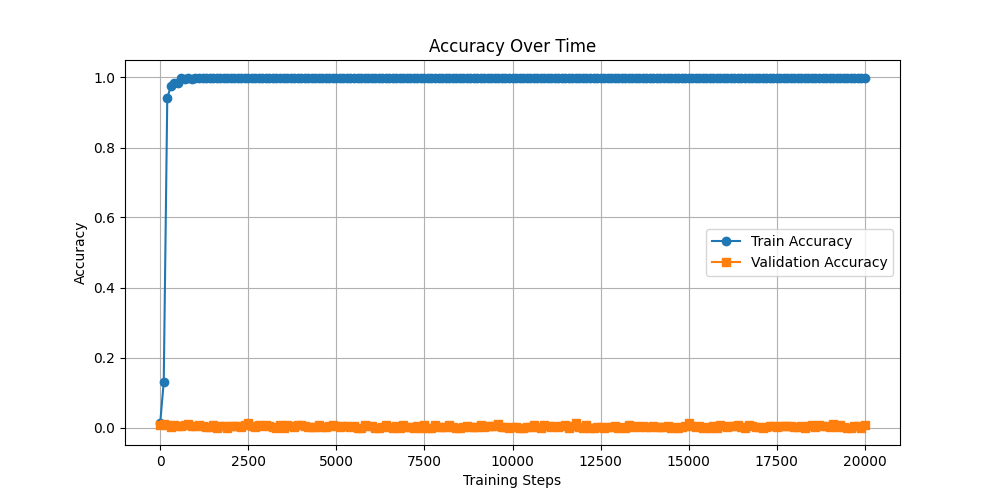 Accuracy Over Time
1.0
0.8
0.6
0.4
0.2
0.0
Accuracy
Train Accuracy
Validation Accuracy
0 2500 5000 7500 10000 12500 15000 17500 20000
Training Steps